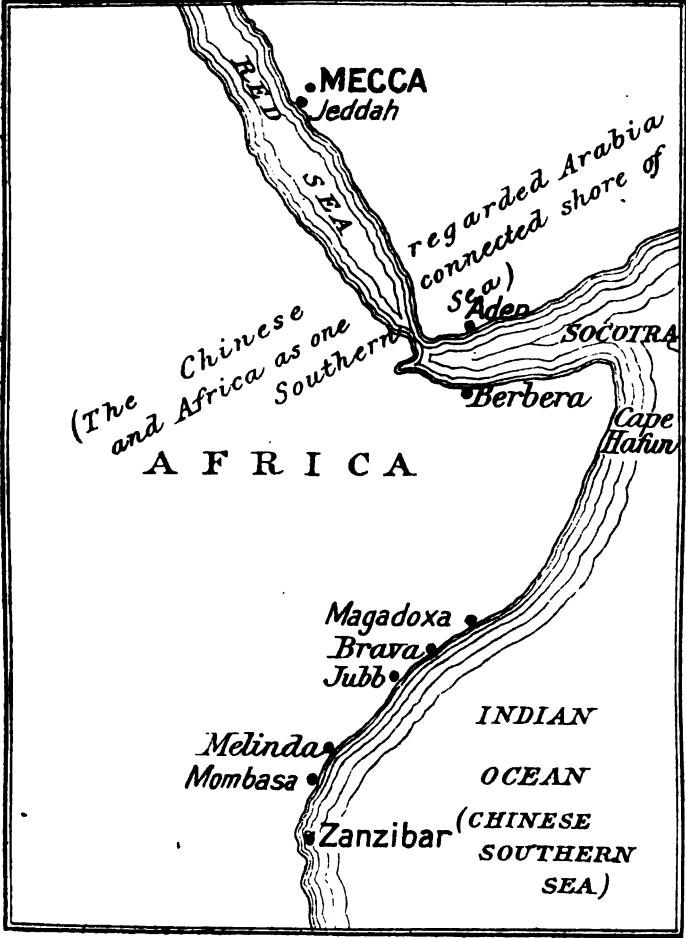 RED
SEA
MECCA
Jeddah
(The Chinese regarded Arabia
and Africa as one connected shore of
Southern Sea)
Aden
SOCOTRA
Berbera
Cape
Hafun
AFRICA
Magadoxa
Brava
Jubb
Melinda
Mombasa
Zanzibar
INDIAN
OCEAN
(CHINESE
SOUTHERN
SEA)